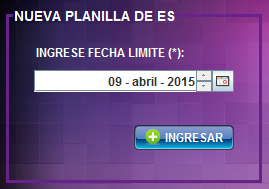 NUEVA PLANILLA DE ES
INGRESE FECHA LIMITE (*):
09 - abril - 2015
INGRESAR